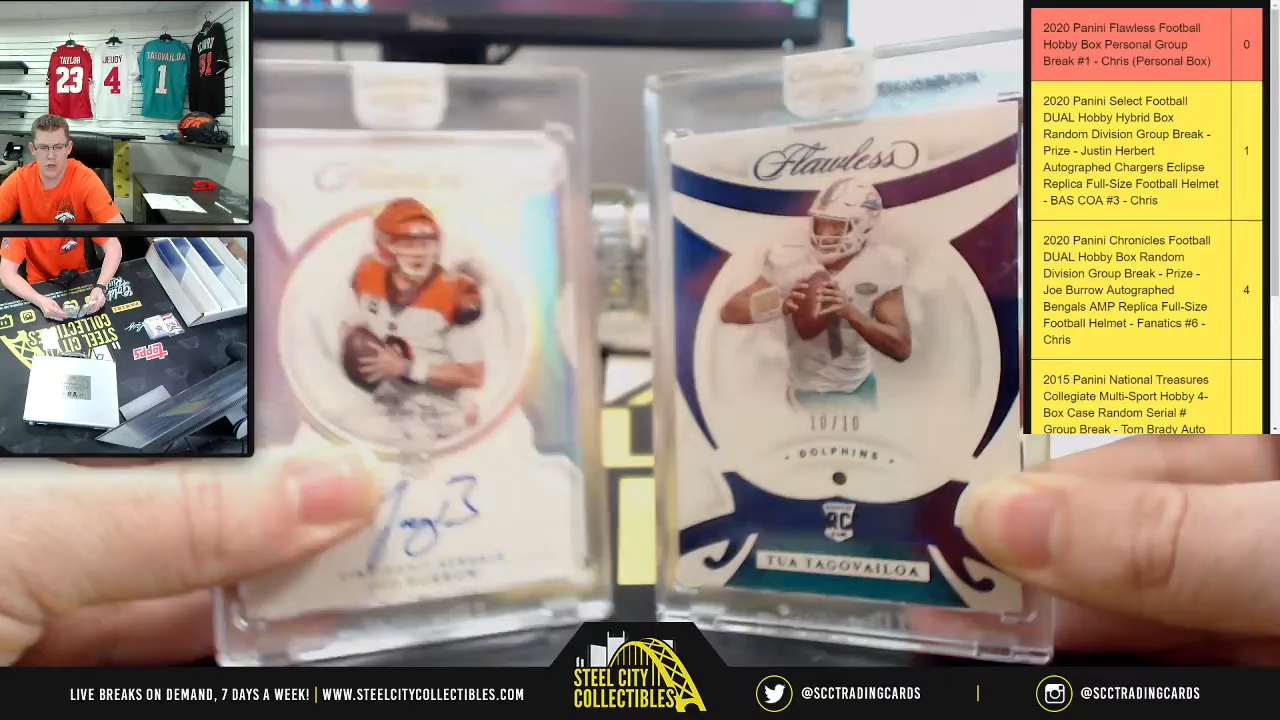 TAYLOR
23
JEUDY
4
TAGOVAILOA
1
STEEL CITY
COLLECTIBLES
Topps
Flawless
10/10
DOLPHINS
RC
TUA TAGOVAILOA
2020 Panini Flawless Football
Hobby Box Personal Group
Break #1 - Chris (Personal Box)
0
2020 Panini Select Football
DUAL Hobby Hybrid Box
Random Division Group Break -
Prize - Justin Herbert
Autographed Chargers Eclipse
Replica Full-Size Football Helmet
- BAS COA #3 - Chris
1
2020 Panini Chronicles Football
DUAL Hobby Box Random
Division Group Break - Prize -
Joe Burrow Autographed
Bengals AMP Replica Full-Size
Football Helmet - Fanatics #6 -
Chris
4
2015 Panini National Treasures
Collegiate Multi-Sport Hobby 4-
Box Case Random Serial #
Group Break - Tom Brady Auto
LIVE BREAKS ON DEMAND, 7 DAYS A WEEK! | WWW.STEELCITYCOLLECTIBLES.COM
STEEL CITY
COLLECTIBLES
@SCCTRADINGCARDS
@SCCTRADINGCARDS